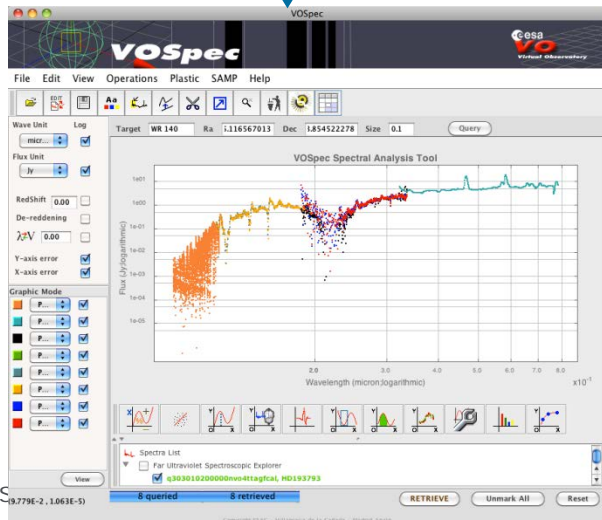 VOSpec
VOSpec
esa
VO
Virtual Observatory
File Edit View Operations Plastic SAMP Help
EDIT
Aa
Wave Unit Log
micr...
Flux Unit
Jy
RedShift 0.00
De-reddening
0.00
Y-axis error
X-axis error
Graphic Mode
P...
P...
P...
P...
P...
P...
P...
P...
View
Target WR 140 Ra 1.116567013 Dec 1.854522278 Size 0.1 Query
VOSpec Spectral Analysis Tool
Flux (Jy;logarithmic)
1e01
1e00
1e-01
1e-02
1e-03
1e-04
1e-05
2.0 3.0 4.0 5.0 6.0 7.0 8.0
Wavelength (micron;logarithmic)
Spectra List
Far Ultraviolet Spectroscopic Explorer
q303010200000nvo4ttagfcal, HD193793
S
(9.779E-2 , 1.063E-5)
8 queried 8 retrieved
RETRIEVE Unmark All Reset